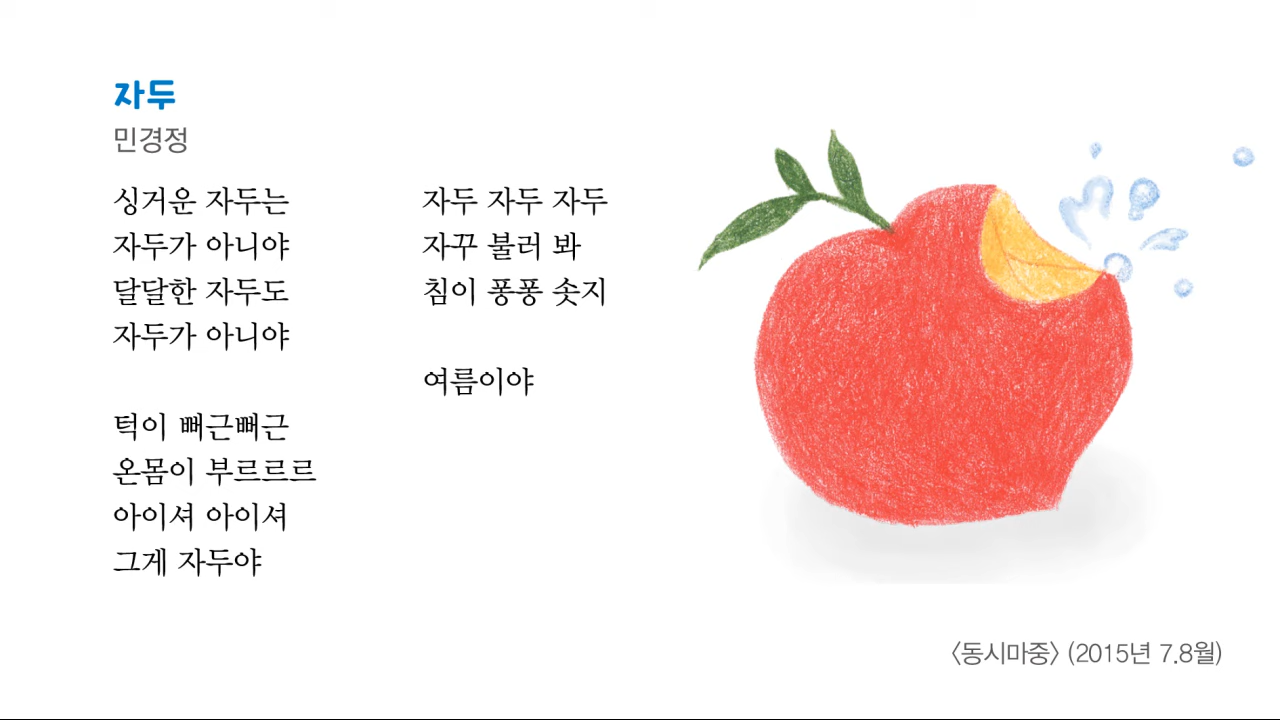 자두
민경정
싱거운 자두는
자두가 아니야
달달한 자두도
자두가 아니야
턱이 뻐근뻐근
온몸이 부르르르
아이셔 아이셔
그게 자두야
자두 자두 자두
자꾸 불러 봐
침이 퐁퐁 솟지
여름이야
〈동시마중〉 (2015년 7.8월)